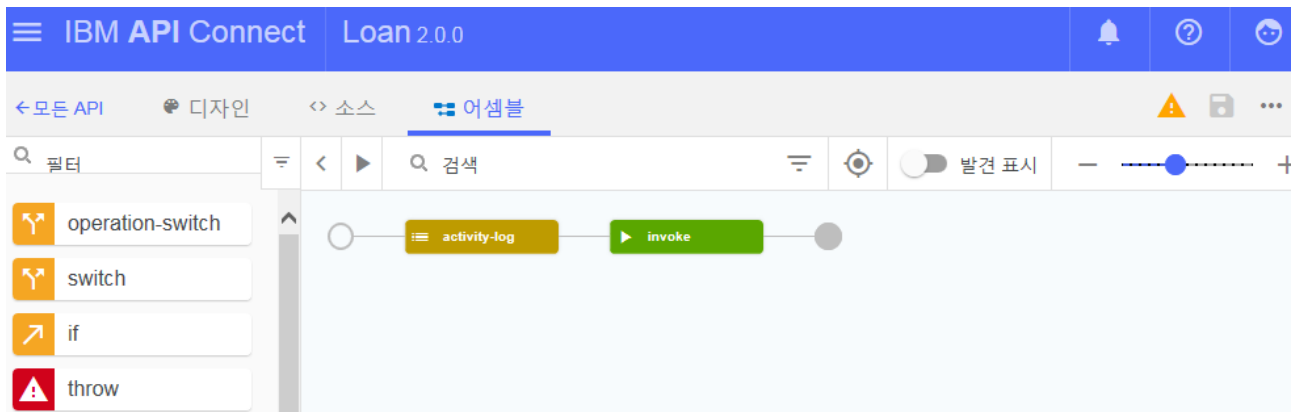 IBM API Connect Loan 2.0.0
모든 API 디자인 <> 소스 어셈블
필터 검색 발견 표시
operation-switch
activity-log invoke
switch
if
throw